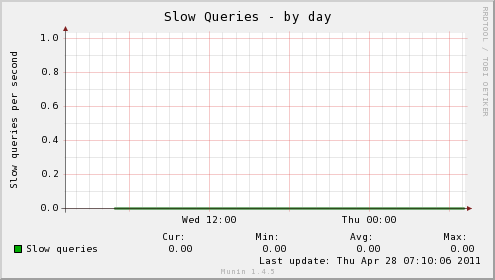 Slow Queries - by day
RRDTOOL / TOBI OETIKER
Slow queries per second
1.0
0.8
0.6
0.4
0.2
0.0
Wed 12:00 Thu 00:00
Cur: Min: Avg: Max:
Slow queries 0.00 0.00 0.00 0.00
Last update: Thu Apr 28 07:10:06 2011
Munin 1.4.5